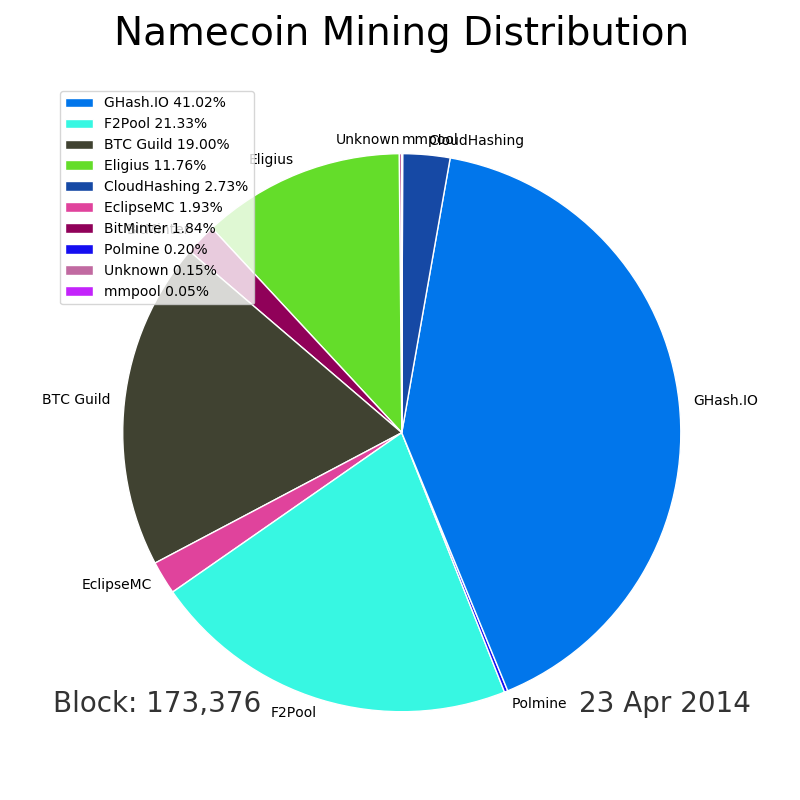 Namecoin Mining Distribution
GHash.IO 41.02%
F2Pool 21.33%
BTC Guild 19.00%
Eligius 11.76%
CloudHashing 2.73%
EclipseMC 1.93%
BitMinter 1.84%
Polmine 0.20%
Unknown 0.15%
mmpool 0.05%
Unknown
mmpool
CloudHashing
Eligius
BitMinter
BTC Guild
GHash.IO
EclipseMC
Polmine
F2Pool
Block: 173,376
23 Apr 2014